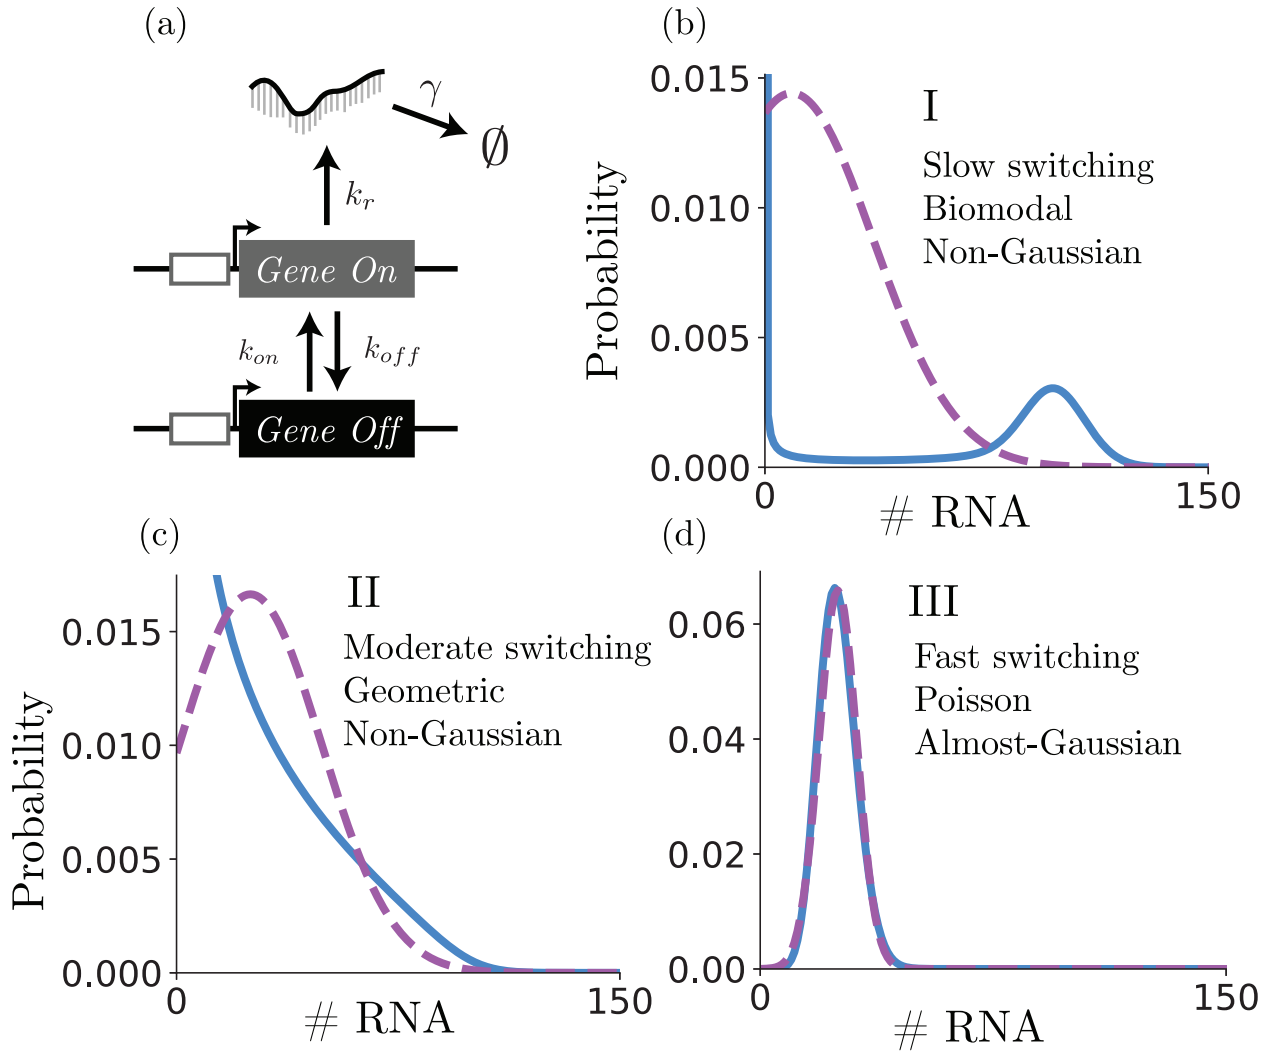 (a)
γ
∅
k_r
Gene On
k_on
k_off
Gene Off
(b)
I
Slow switching
Biomodal
Non-Gaussian
Probability
0.015
0.010
0.005
0.000
0
150
# RNA
(c)
II
Moderate switching
Geometric
Non-Gaussian
Probability
0.015
0.010
0.005
0.000
0
150
# RNA
(d)
III
Fast switching
Poisson
Almost-Gaussian
0.06
0.04
0.02
0.00
0
150
# RNA